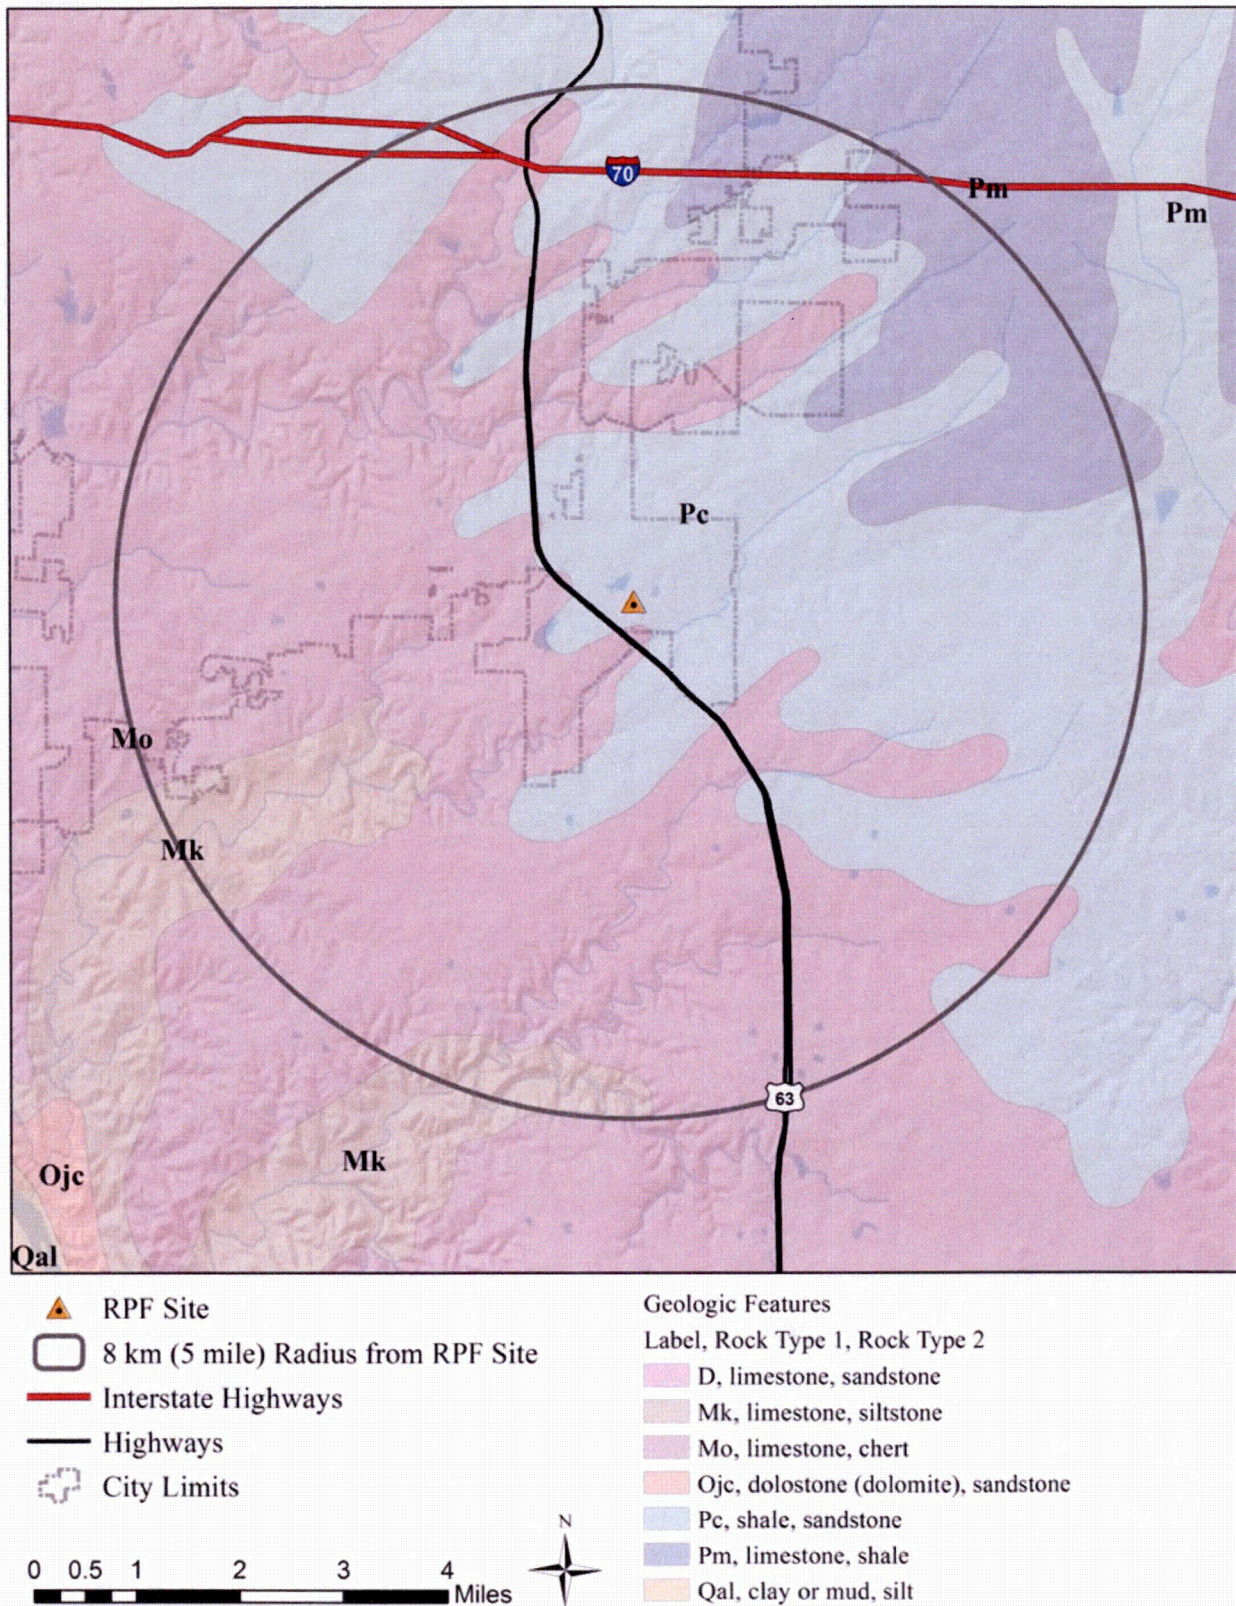 70
Pm
Pm
Pc
Mo
Mk
63
Mk
Ojc
Qal
RPF Site
8 km (5 mile) Radius from RPF Site
Interstate Highways
Highways
City Limits
N
0 0.5 1 2 3 4
Miles
Geologic Features
Label, Rock Type 1, Rock Type 2
D, limestone, sandstone
Mk, limestone, siltstone
Mo, limestone, chert
Ojc, dolostone (dolomite), sandstone
Pc, shale, sandstone
Pm, limestone, shale
Qal, clay or mud, silt